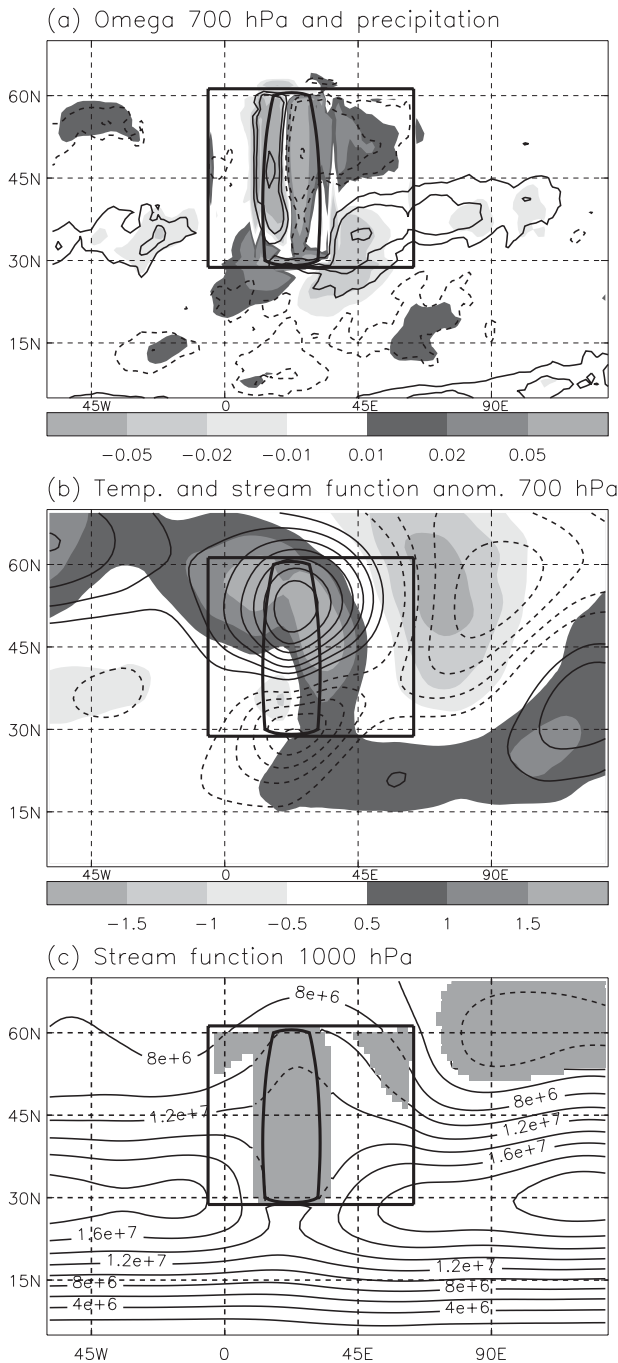 (a) Omega 700 hPa and precipitation
60N
45N
30N
15N
45W 0 45E 90E
−0.05 −0.02 −0.01 0.01 0.02 0.05
(b) Temp. and stream function anom. 700 hPa
60N
45N
30N
15N
45W 0 45E 90E
−1.5 −1 −0.5 0.5 1 1.5
(c) Stream function 1000 hPa
8e+6
60N
8e+6
8e+6
45N 1.2e+7
1.2e+7
1.6e+7
30N
1.6e+7
1.2e+7 1.2e+7
15N
8e+6 8e+6
4e+6 4e+6
45W 0 45E 90E